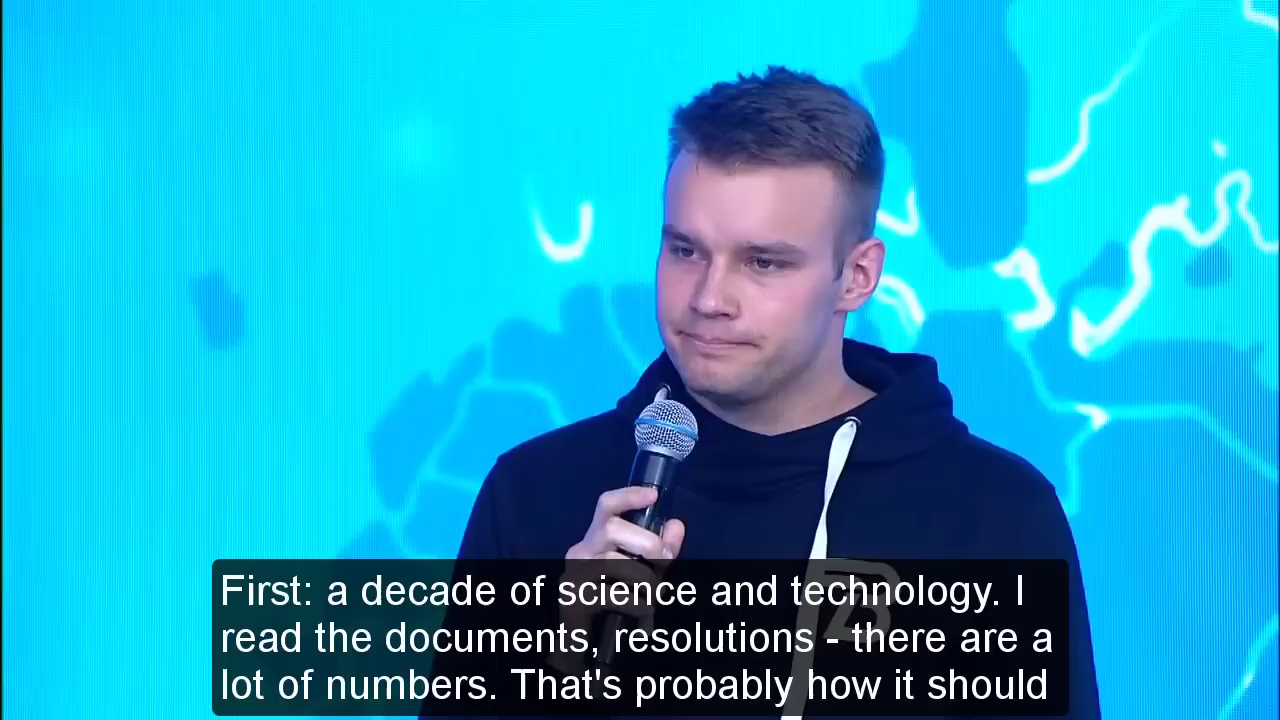 First: a decade of science and technology. I
read the documents, resolutions - there are a
lot of numbers. That's probably how it should